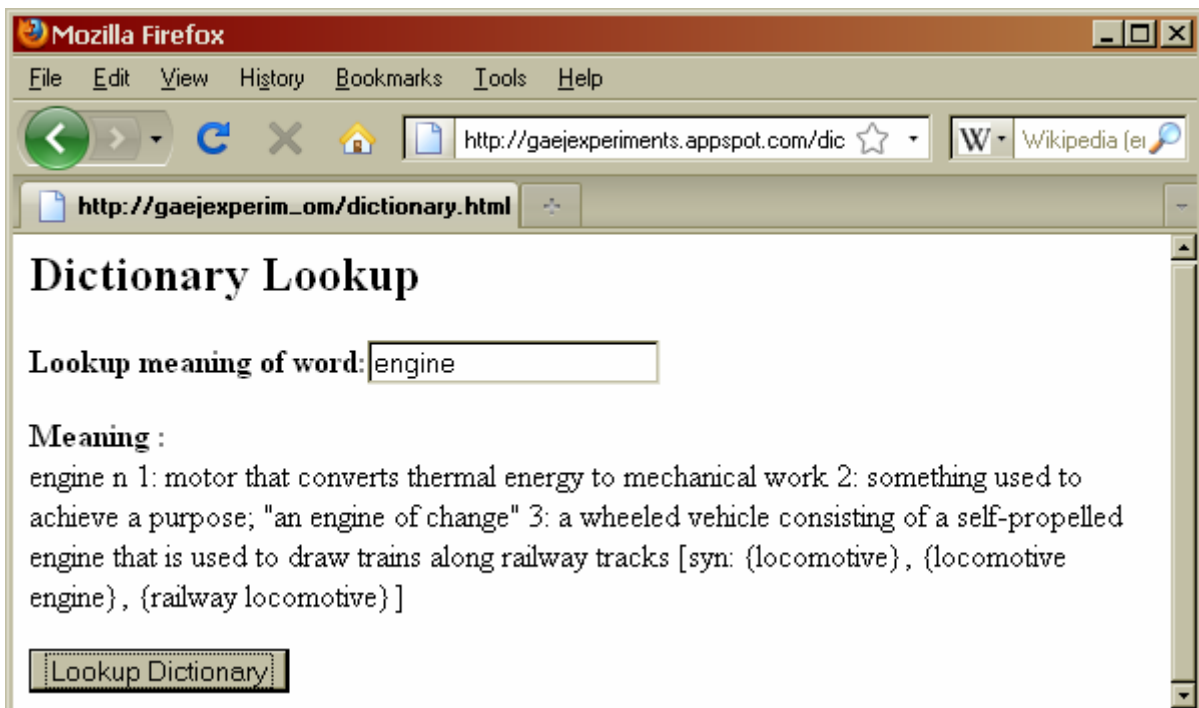 Mozilla Firefox
File Edit View History Bookmarks Tools Help
http://gaejexperiments.appspot.com/dic W Wikipedia (en
http://gaejexperim_om/dictionary.html
Dictionary Lookup
Lookup meaning of word: engine
Meaning :
engine n 1: motor that converts thermal energy to mechanical work 2: something used to
achieve a purpose; "an engine of change" 3: a wheeled vehicle consisting of a self-propelled
engine that is used to draw trains along railway tracks [syn: {locomotive}, {locomotive
engine}, {railway locomotive}]
Lookup Dictionary